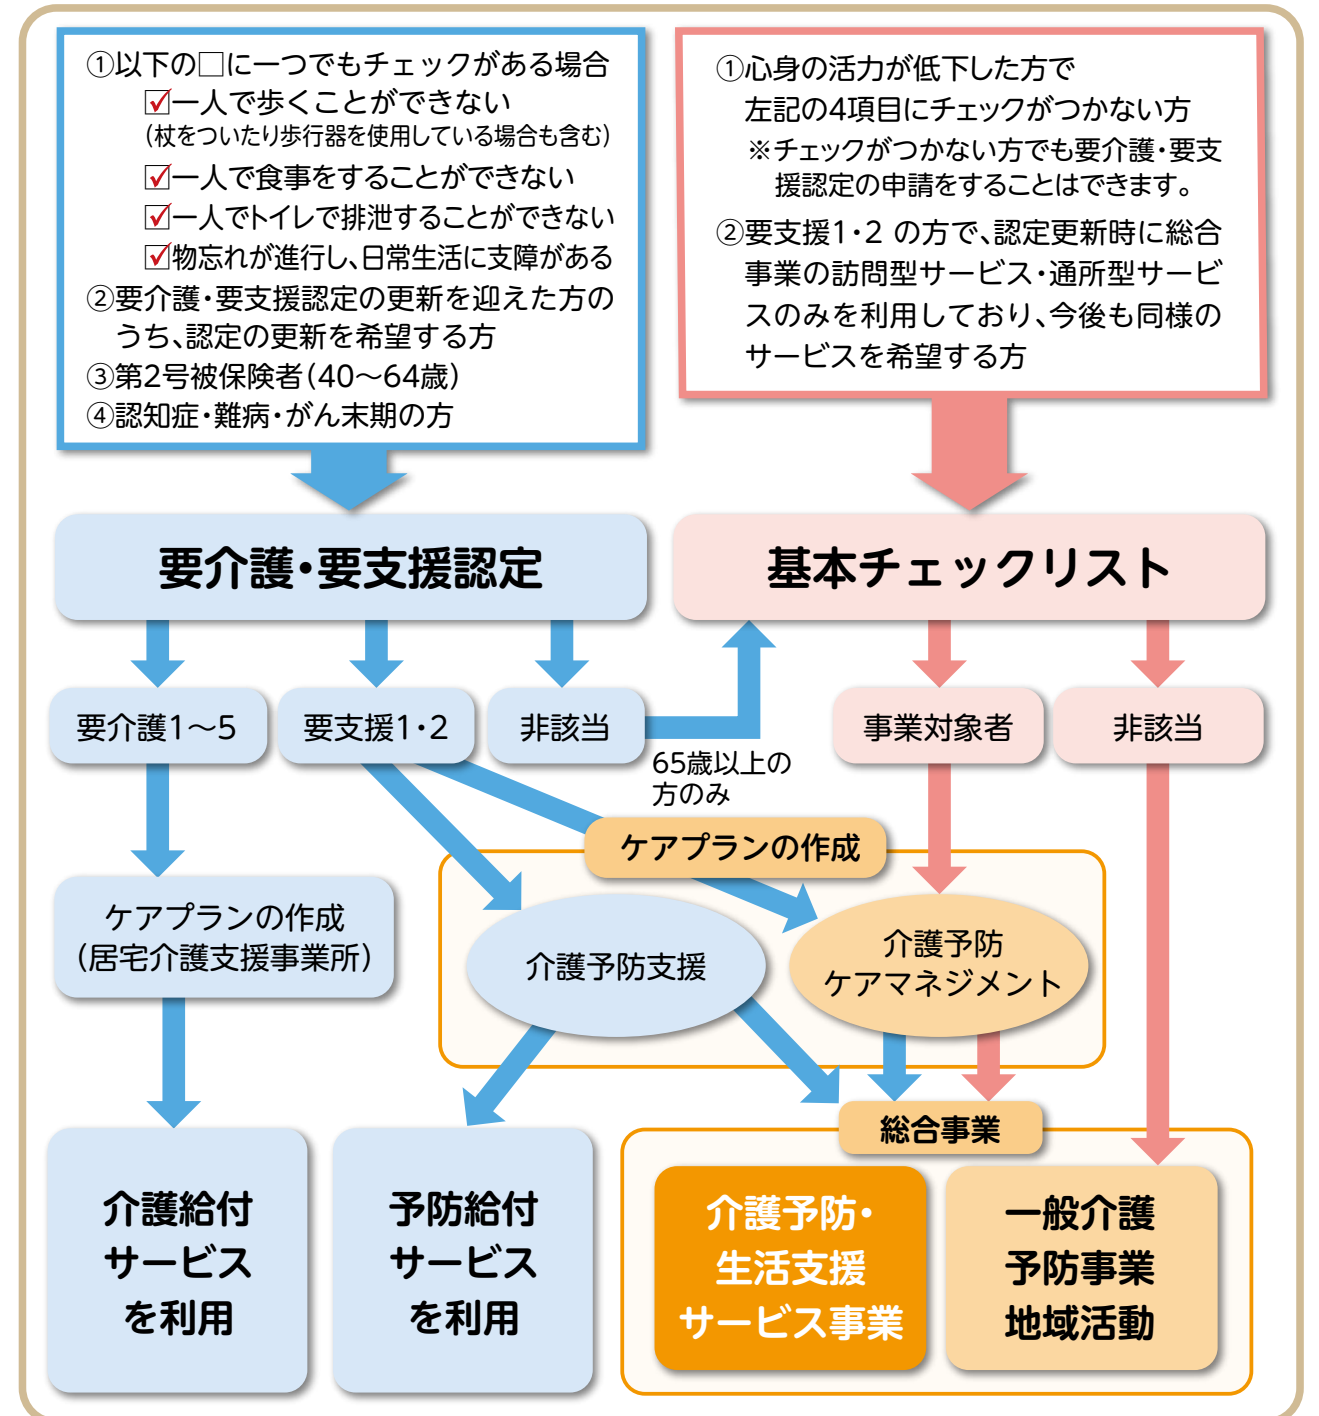 ①以下の□に一つでもチェックがある場合
☑一人で歩くことができない
(杖をついたり歩行器を使用している場合も含む)
☑一人で食事をすることができない
☑一人でトイレで排泄することができない
☑物忘れが進行し、日常生活に支障がある
②要介護・要支援認定の更新を迎えた方の
うち、認定の更新を希望する方
③第2号被保険者(40～64歳)
④認知症・難病・がん末期の方
①心身の活力が低下した方で
左記の4項目にチェックがつかない方
※チェックがつかない方でも要介護・要支
援認定の申請をすることはできます。
②要支援1・2 の方で、認定更新時に総合
事業の訪問型サービス・通所型サービ
スのみを利用しており、今後も同様の
サービスを希望する方
要介護・要支援認定
基本チェックリスト
要介護1～5
要支援1・2
非該当
65歳以上の
方のみ
事業対象者
非該当
ケアプランの作成
ケアプランの作成
(居宅介護支援事業所)
介護予防支援
介護予防
ケアマネジメント
総合事業
介護給付
サービス
を利用
予防給付
サービス
を利用
介護予防・
生活支援
サービス事業
一般介護
予防事業
地域活動